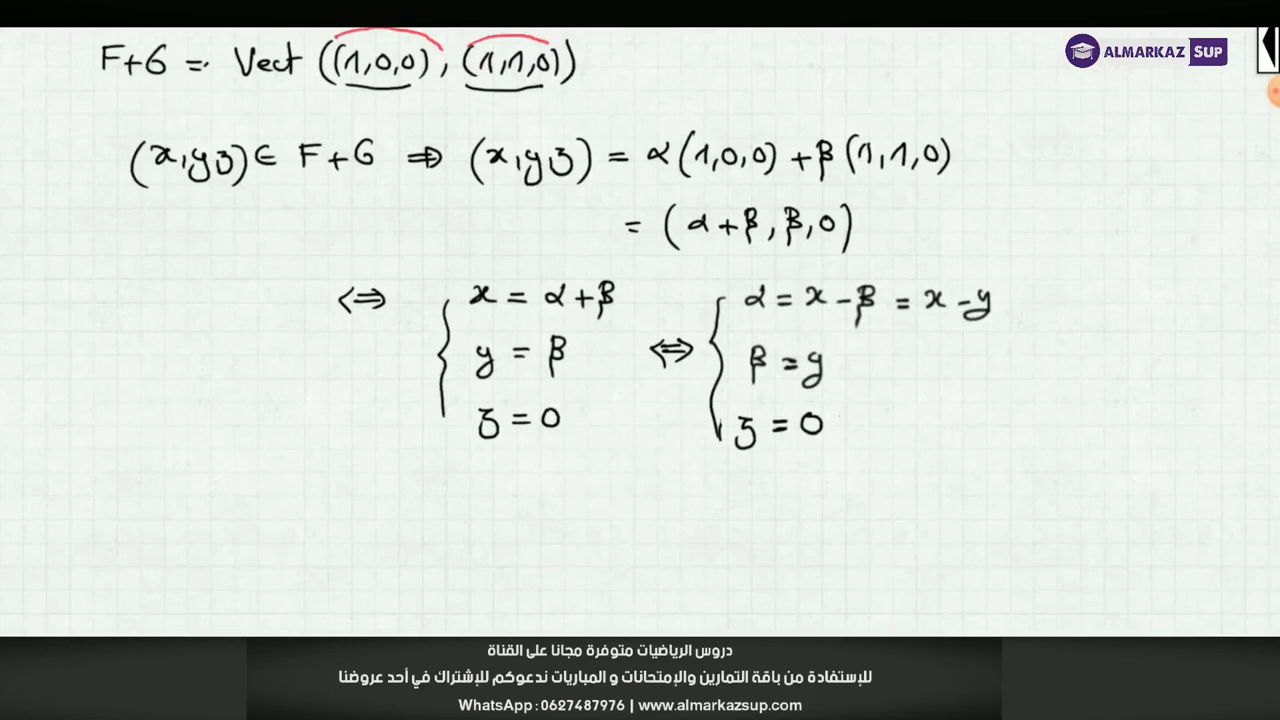 ALMARKAZ SUP
F+G = Vect ((1,0,0), (1,1,0))
(x,y,z) ∈ F+G ⇒ (x,y,z) = α(1,0,0) + β(1,1,0)
= (α+β, β, 0)
⇔ { x = α+β ⇔ { α = x-β = x-y
y = β β = y
z = 0 z = 0
دروس الرياضيات متوفرة مجانا على القناة
للإستفادة من باقة التمارين والإمتحانات و المباريات ندعوكم للإشتراك في أحد عروضنا
WhatsApp : 0627487976 | www.almarkazsup.com